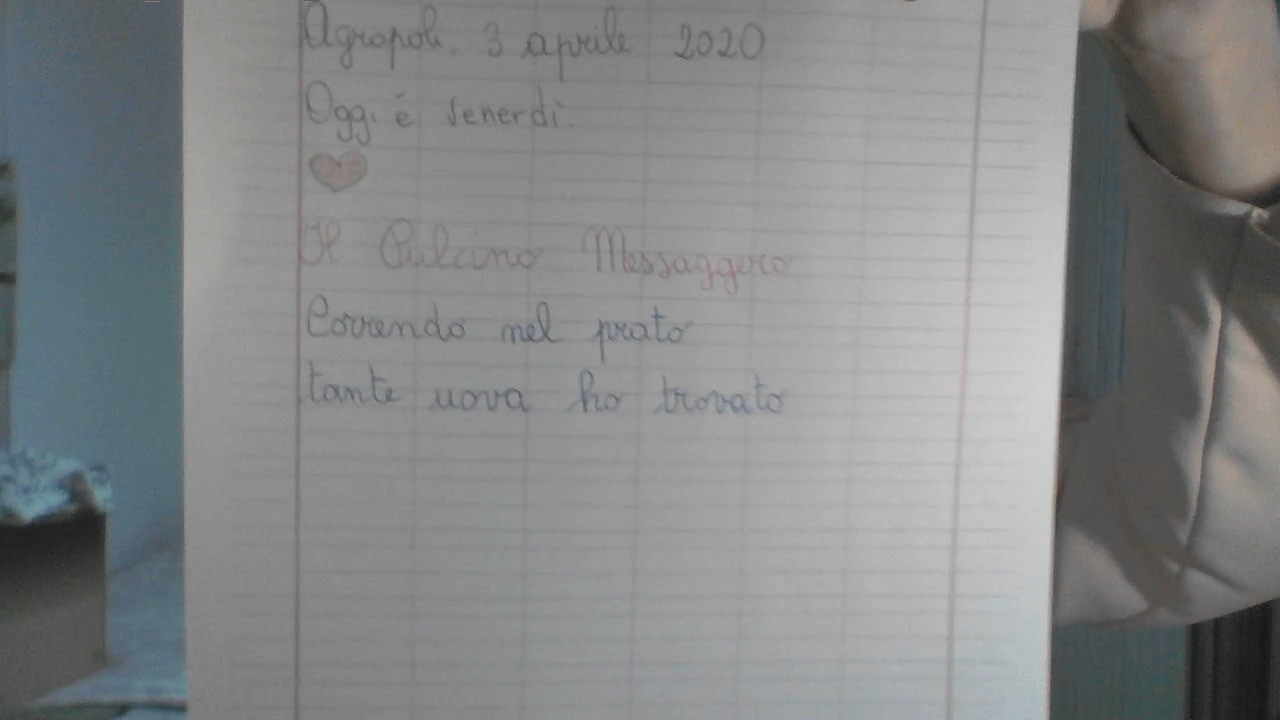 Agropoli, 3 aprile 2020
Oggi é Venerdì.
Il Pulcino Messaggero
Correndo nel prato
tante uova ho trovato